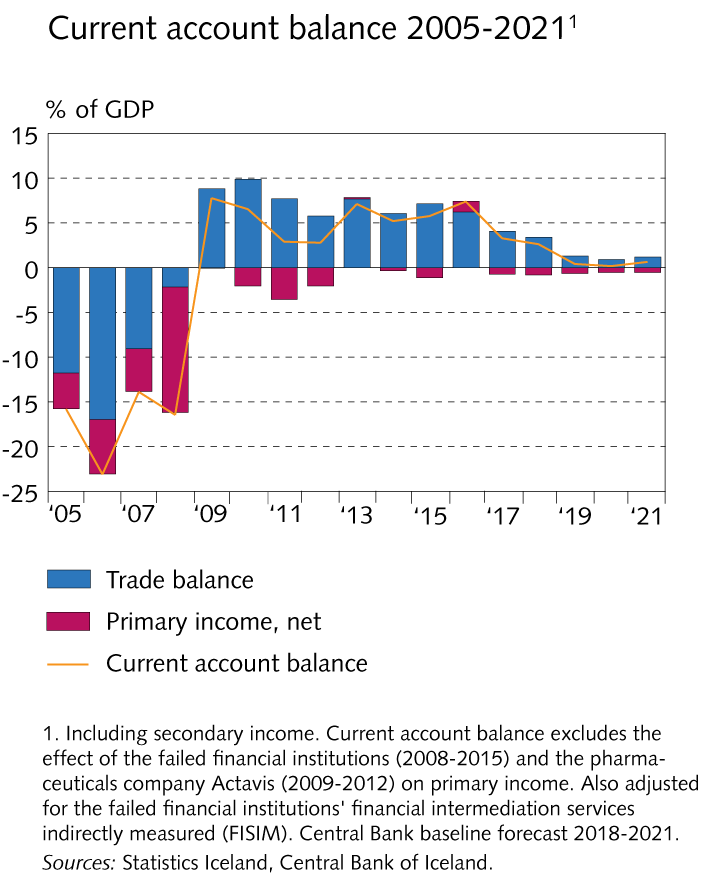 Current account balance 2005-2021¹
% of GDP
15
10
5
0
-5
-10
-15
-20
-25
‘05 ‘07 ‘09 ‘11 ‘13 ‘15 ‘17 ‘19 ‘21
Trade balance
Primary income, net
Current account balance
1. Including secondary income. Current account balance excludes the
effect of the failed financial institutions (2008-2015) and the pharma-
ceuticals company Actavis (2009-2012) on primary income. Also adjusted
for the failed financial institutions' financial intermediation services
indirectly measured (FISIM). Central Bank baseline forecast 2018-2021.
Sources: Statistics Iceland, Central Bank of Iceland.